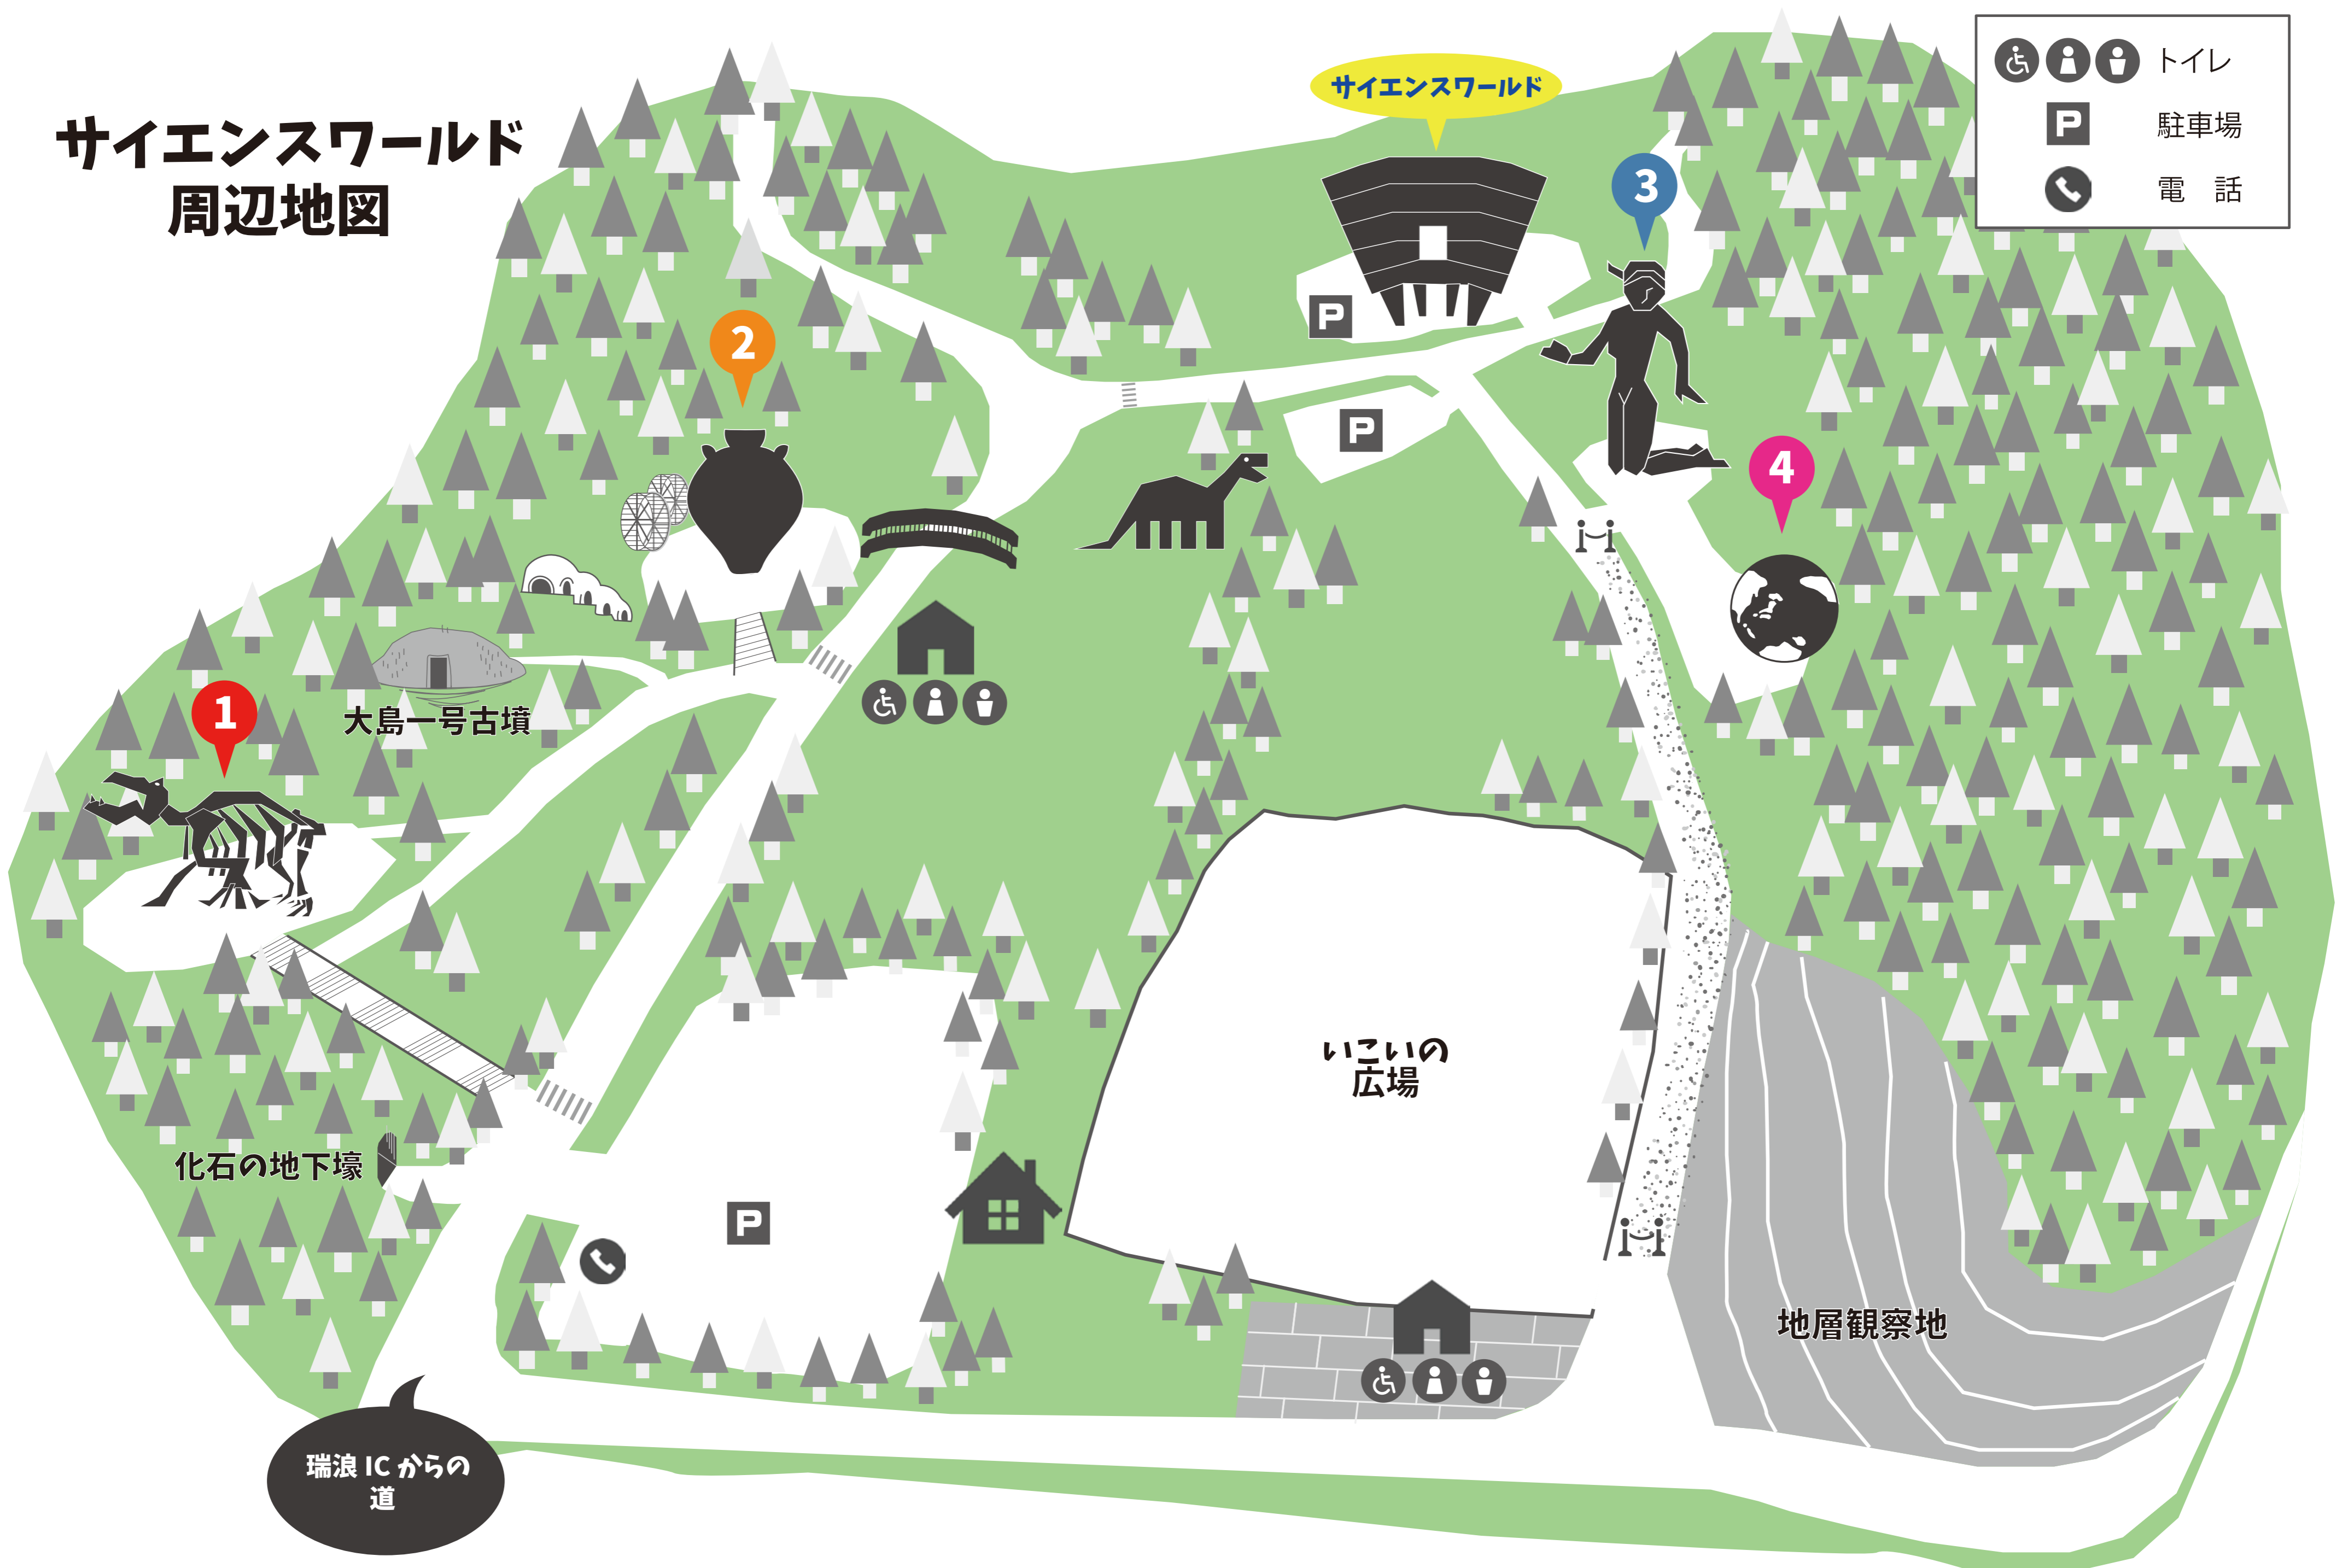 サイエンスワールド
周辺地図
サイエンスワールド
トイレ
P 駐車場
電　話
3
P
2
P
4
1
大島一号古墳
いこいの
広場
化石の地下壕
P
地層観察地
瑞浪 IC からの
道